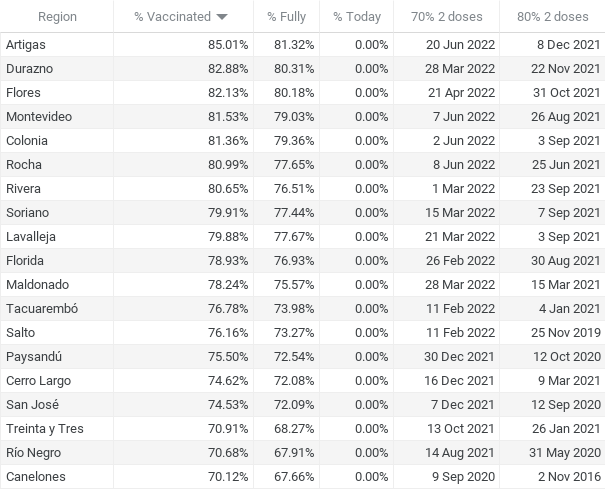 Region % Vaccinated % Fully % Today 70% 2 doses 80% 2 doses
Artigas 85.01% 81.32% 0.00% 20 Jun 2022 8 Dec 2021
Durazno 82.88% 80.31% 0.00% 28 Mar 2022 22 Nov 2021
Flores 82.13% 80.18% 0.00% 21 Apr 2022 31 Oct 2021
Montevideo 81.53% 79.03% 0.00% 7 Jun 2022 26 Aug 2021
Colonia 81.36% 79.36% 0.00% 2 Jun 2022 3 Sep 2021
Rocha 80.99% 77.65% 0.00% 8 Jun 2022 25 Jun 2021
Rivera 80.65% 76.51% 0.00% 1 Mar 2022 23 Sep 2021
Soriano 79.91% 77.44% 0.00% 15 Mar 2022 7 Sep 2021
Lavalleja 79.88% 77.67% 0.00% 21 Mar 2022 3 Sep 2021
Florida 78.93% 76.93% 0.00% 26 Feb 2022 30 Aug 2021
Maldonado 78.24% 75.57% 0.00% 28 Mar 2022 15 Mar 2021
Tacuarembó 76.78% 73.98% 0.00% 11 Feb 2022 4 Jan 2021
Salto 76.16% 73.27% 0.00% 11 Feb 2022 25 Nov 2019
Paysandú 75.50% 72.54% 0.00% 30 Dec 2021 12 Oct 2020
Cerro Largo 74.62% 72.08% 0.00% 16 Dec 2021 9 Mar 2021
San José 74.53% 72.09% 0.00% 7 Dec 2021 12 Sep 2020
Treinta y Tres 70.91% 68.27% 0.00% 13 Oct 2021 26 Jan 2021
Río Negro 70.68% 67.91% 0.00% 14 Aug 2021 31 May 2020
Canelones 70.12% 67.66% 0.00% 9 Sep 2020 2 Nov 2016